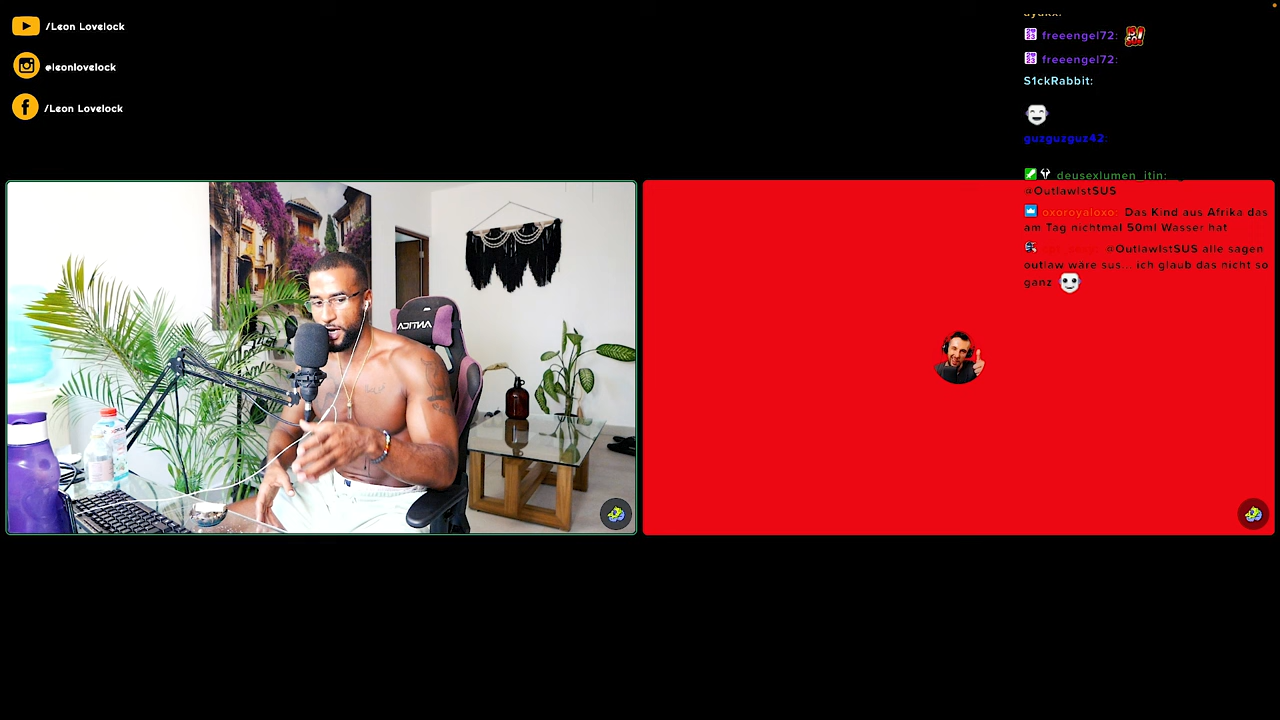 /Leon Lovelock
@leonlovelock
/Leon Lovelock
freeengel72:
freeengel72:
S1ckRabbit:
guzguzguz42:
deusexlumen_itin:
@OutlawIstSUS
oxoroyaloxo: Das Kind aus Afrika das
am Tag nichtmal 50ml Wasser hat
@OutlawIstSUS alle sagen
outlaw wäre sus... ich glaub das nicht so
ganz
ANTICA